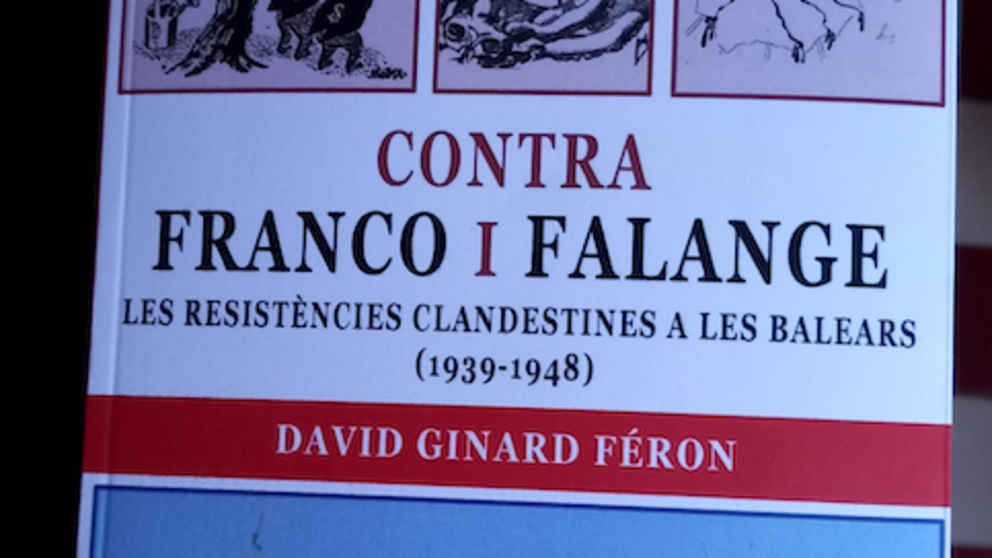 CONTRA
FRANCO I FALANGE
LES RESISTÈNCIES CLANDESTINES A LES BALEARS
(1939-1948)
DAVID GINARD FÉRON